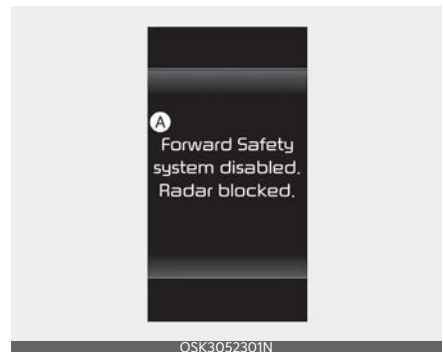 A
Forward Safety
system disabled.
Radar blocked.
OSK3052301N